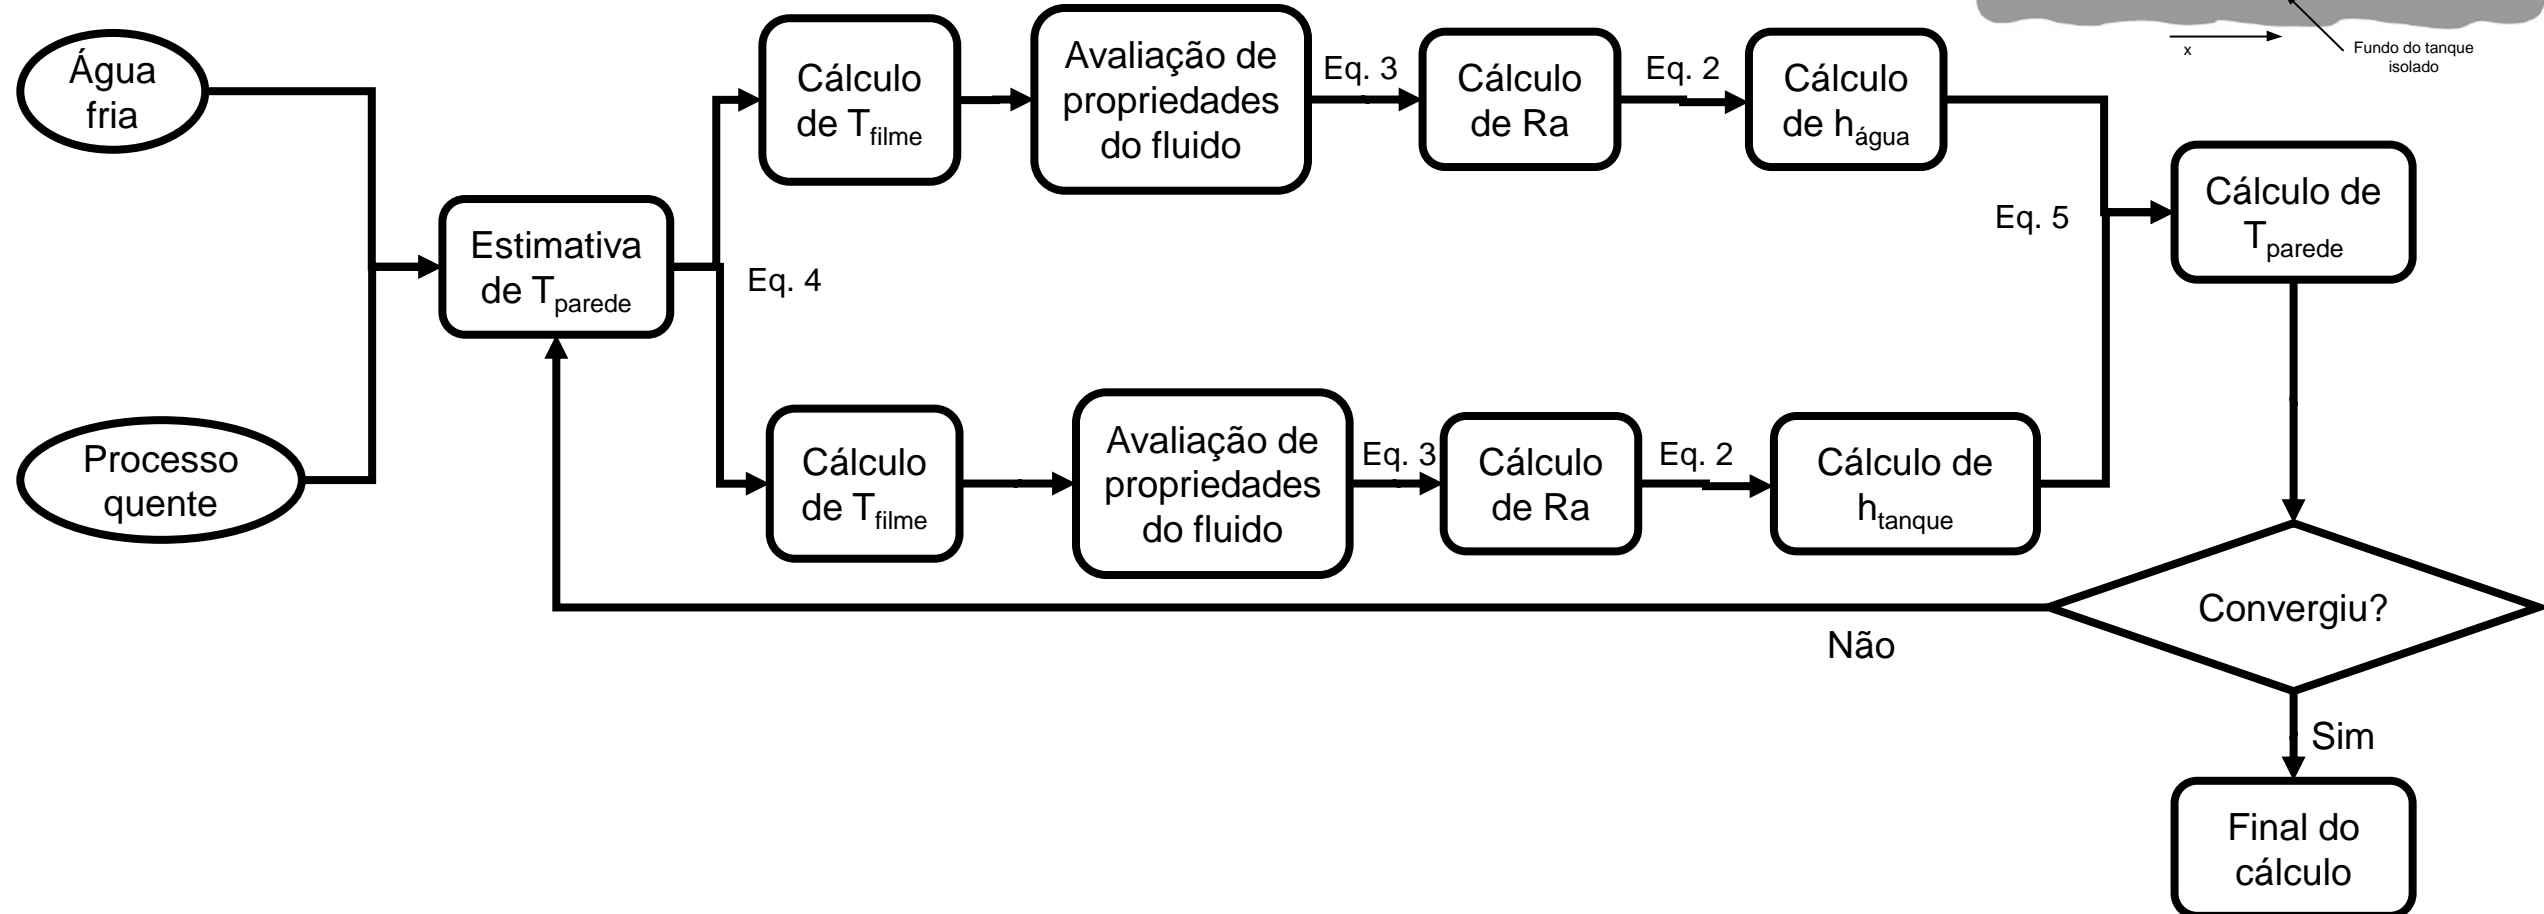 x
Fundo do tanque
isolado
Água
fria
Processo
quente
Estimativa
de Tparede
Eq. 4
Cálculo
de Tfilme
Avaliação de
propriedades
do fluido
Eq. 3
Cálculo
de Ra
Eq. 2
Cálculo
de hágua
Cálculo
de Tfilme
Avaliação de
propriedades
do fluido
Eq. 3
Cálculo
de Ra
Eq. 2
Cálculo de
htanque
Eq. 5
Cálculo de
Tparede
Convergiu?
Não
Sim
Final do
cálculo